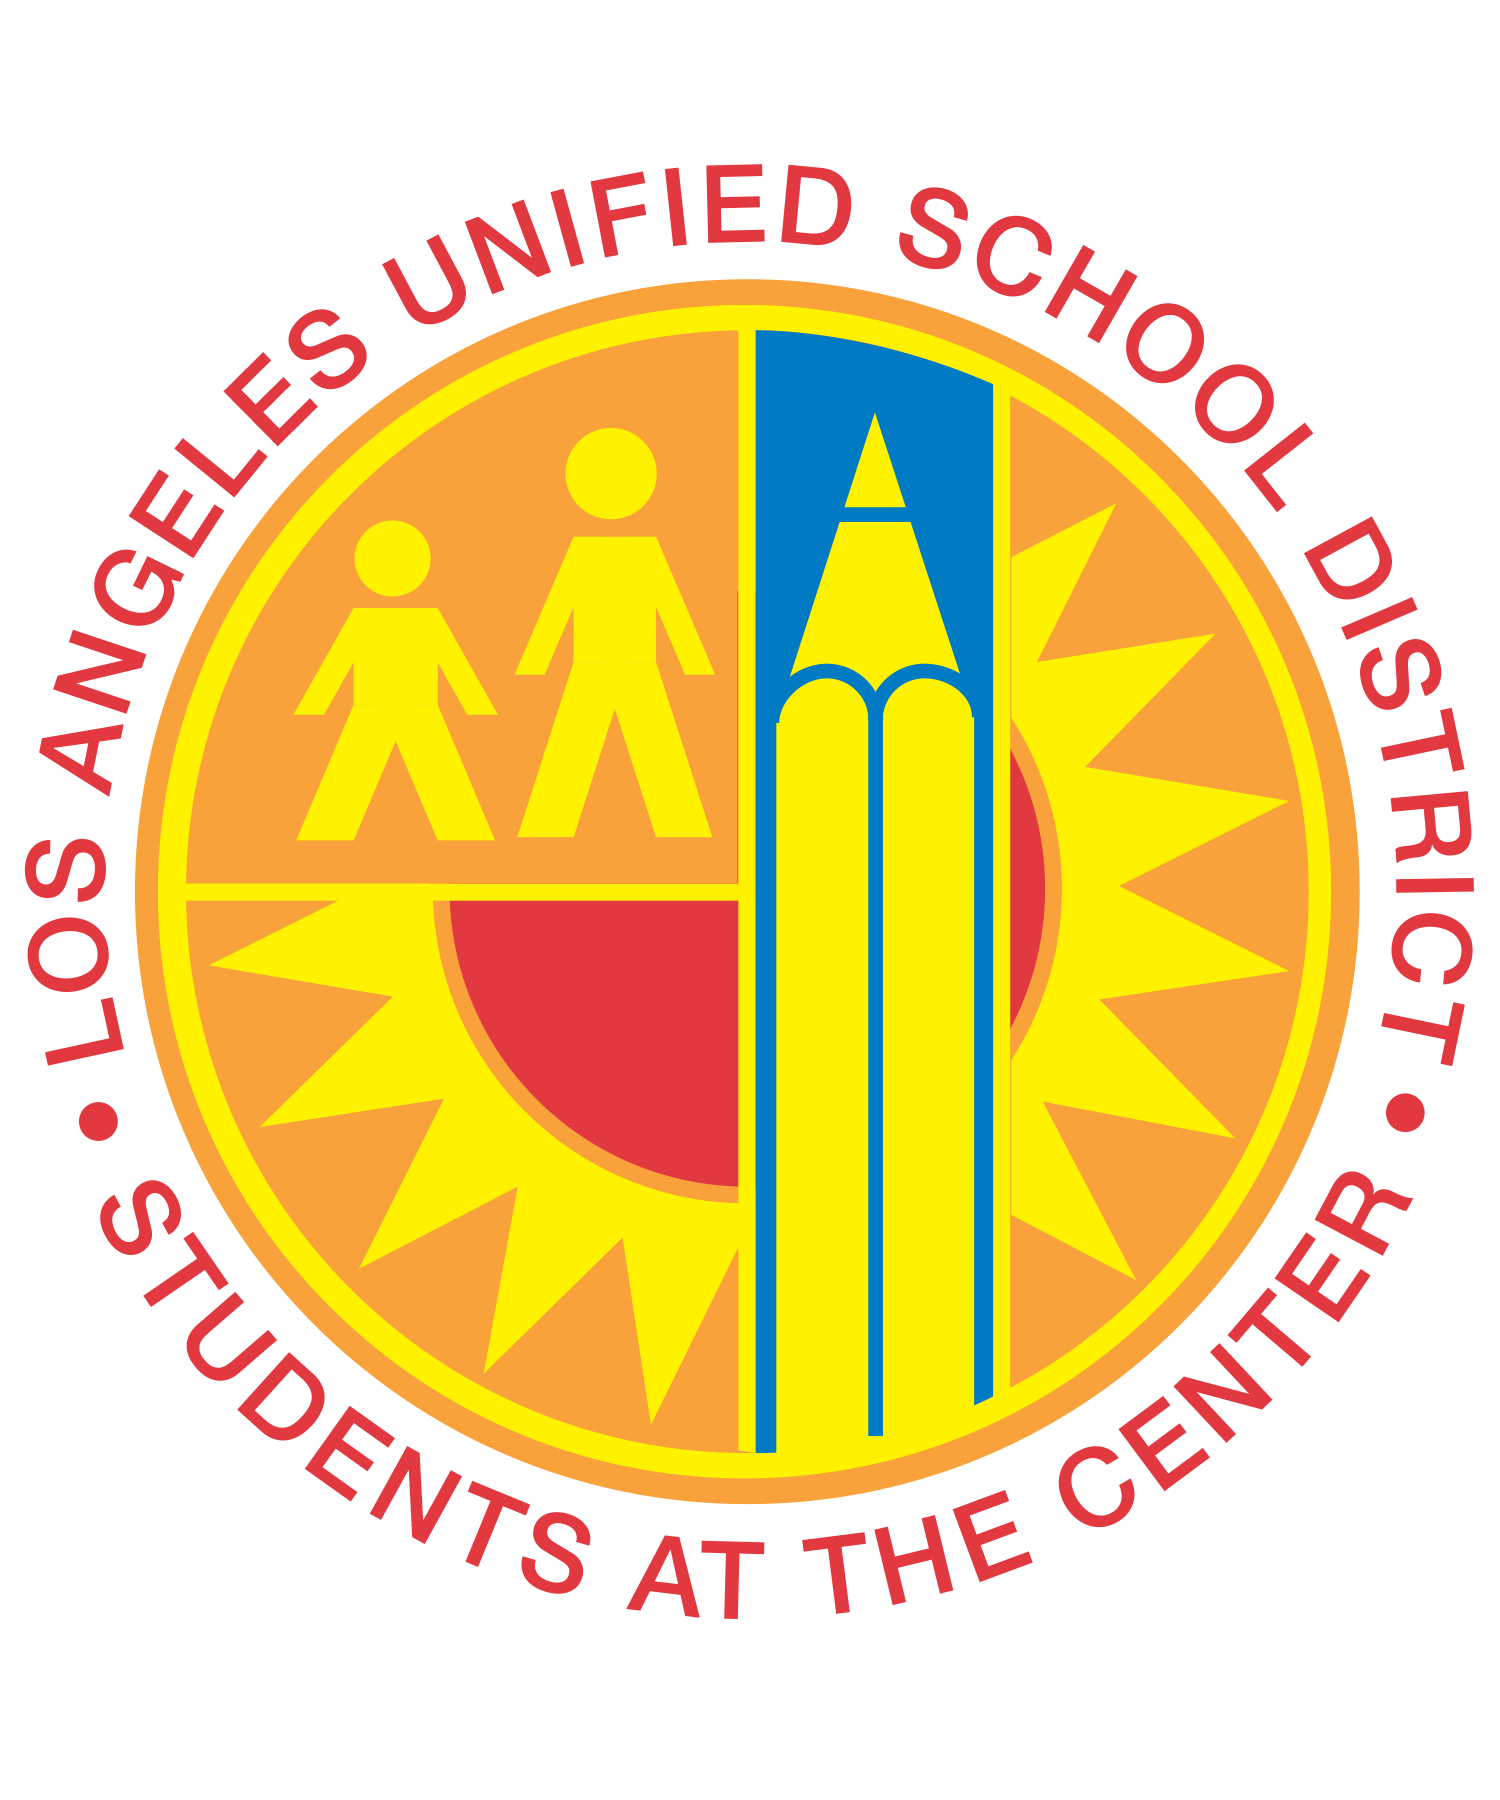 LOS ANGELES UNIFIED SCHOOL DISTRICT
• STUDENTS AT THE CENTER •